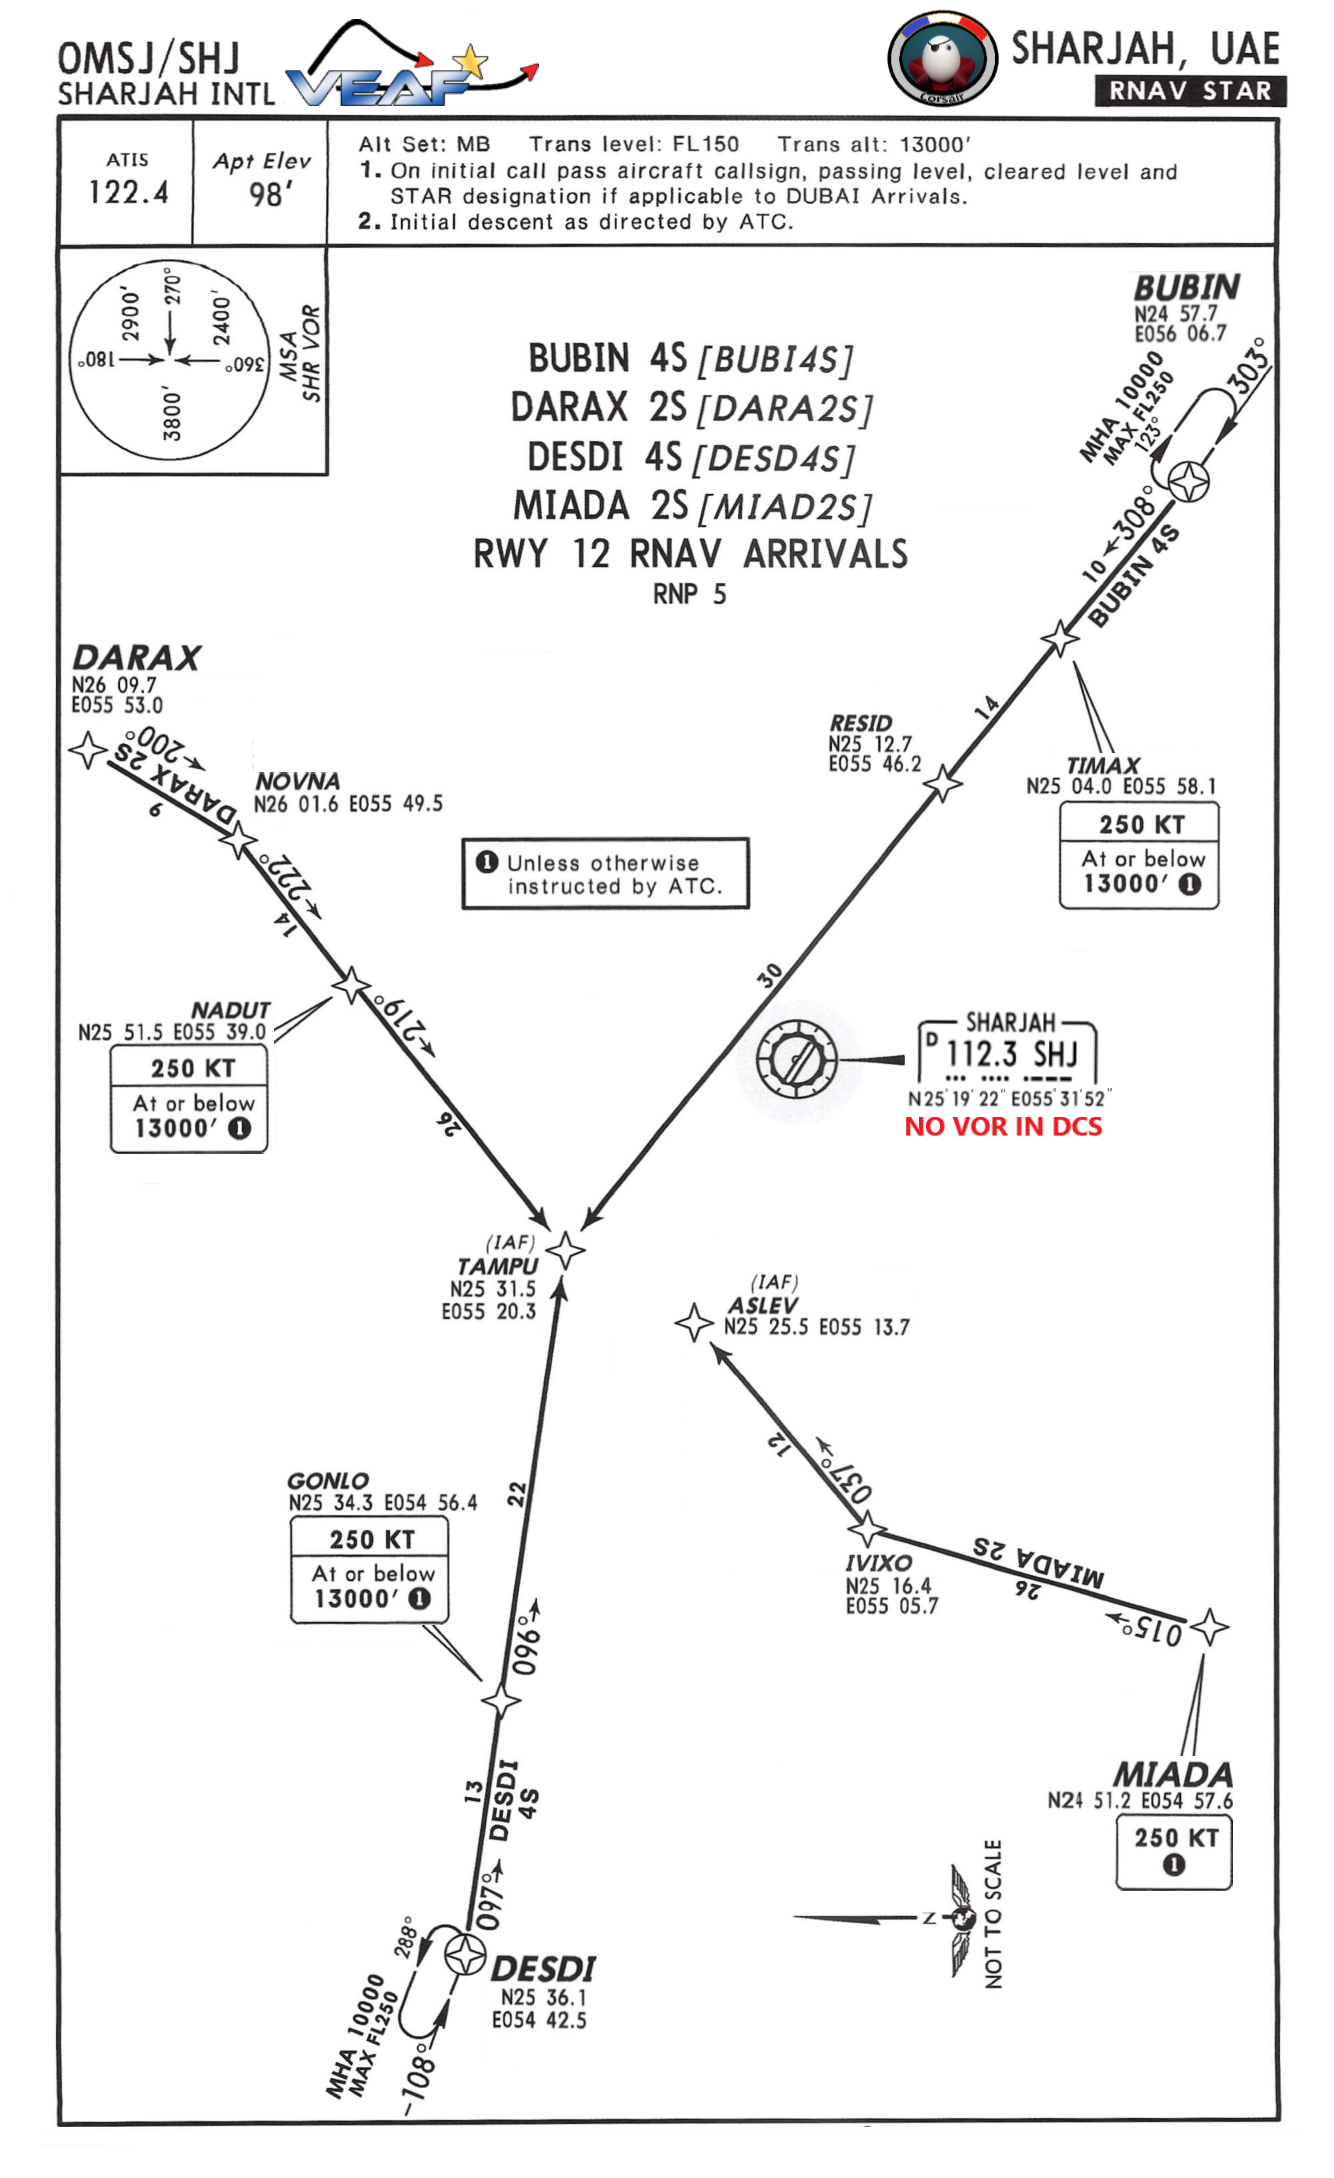 OMSJ/SHJ
SHARJAH INTL
VEAF
corsair
SHARJAH, UAE
RNAV STAR
ATIS
122.4
Apt Elev
98'
Alt Set: MB Trans level: FL150 Trans alt: 13000'
1. On initial call pass aircraft callsign, passing level, cleared level and
STAR designation if applicable to DUBAI Arrivals.
2. Initial descent as directed by ATC.
2900'
270°
2400'
180°
360°
3800'
MSA
SHR VOR
BUBIN 4S [BUBI4S]
DARAX 2S [DARA2S]
DESDI 4S [DESD4S]
MIADA 2S [MIAD2S]
RWY 12 RNAV ARRIVALS
RNP 5
BUBIN
N24 57.7
E056 06.7
303°
MHA 10000
MAX FL250
123°
308°
10
BUBIN 4S
DARAX
N26 09.7
E055 53.0
200°
DARAX 2S
9
NOVNA
N26 01.6 E055 49.5
222°
14
RESID
N25 12.7
E055 46.2
14
TIMAX
N25 04.0 E055 58.1
250 KT
At or below
13000' 1
1 Unless otherwise
instructed by ATC.
30
NADUT
N25 51.5 E055 39.0
250 KT
At or below
13000' 1
219°
26
SHARJAH
D 112.3 SHJ
N25°19'22" E055°31'52"
NO VOR IN DCS
(IAF)
TAMPU
N25 31.5
E055 20.3
(IAF)
ASLEV
N25 25.5 E055 13.7
12
037°
GONLO
N25 34.3 E054 56.4
250 KT
At or below
13000' 1
22
096°
IVIXO
N25 16.4
E055 05.7
MIADA 2S
26
015°
MIADA
N24 51.2 E054 57.6
250 KT
1
13
DESDI
4S
097°
288°
DESDI
N25 36.1
E054 42.5
MHA 10000
MAX FL250
108°
N
NOT TO SCALE